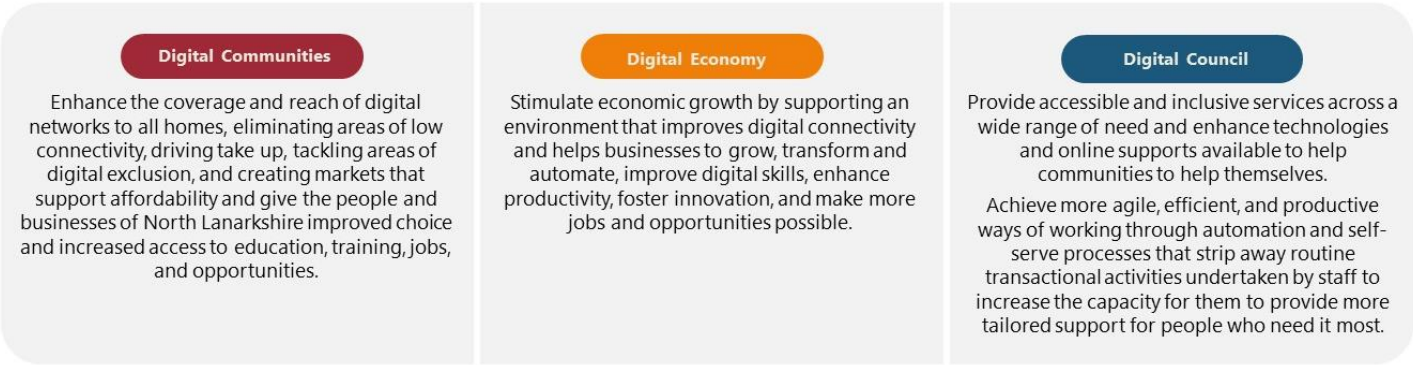 Digital Communities
Enhance the coverage and reach of digital
networks to all homes, eliminating areas of low
connectivity, driving take up, tackling areas of
digital exclusion, and creating markets that
support affordability and give the people and
businesses of North Lanarkshire improved choice
and increased access to education, training, jobs,
and opportunities.
Digital Economy
Stimulate economic growth by supporting an
environment that improves digital connectivity
and helps businesses to grow, transform and
automate, improve digital skills, enhance
productivity, foster innovation, and make more
jobs and opportunities possible.
Digital Council
Provide accessible and inclusive services across a
wide range of need and enhance technologies
and online supports available to help
communities to help themselves.
Achieve more agile, efficient, and productive
ways of working through automation and self-
serve processes that strip away routine
transactional activities undertaken by staff to
increase the capacity for them to provide more
tailored support for people who need it most.